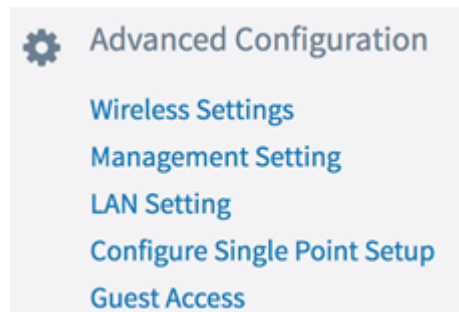 Advanced Configuration
Wireless Settings
Management Setting
LAN Setting
Configure Single Point Setup
Guest Access